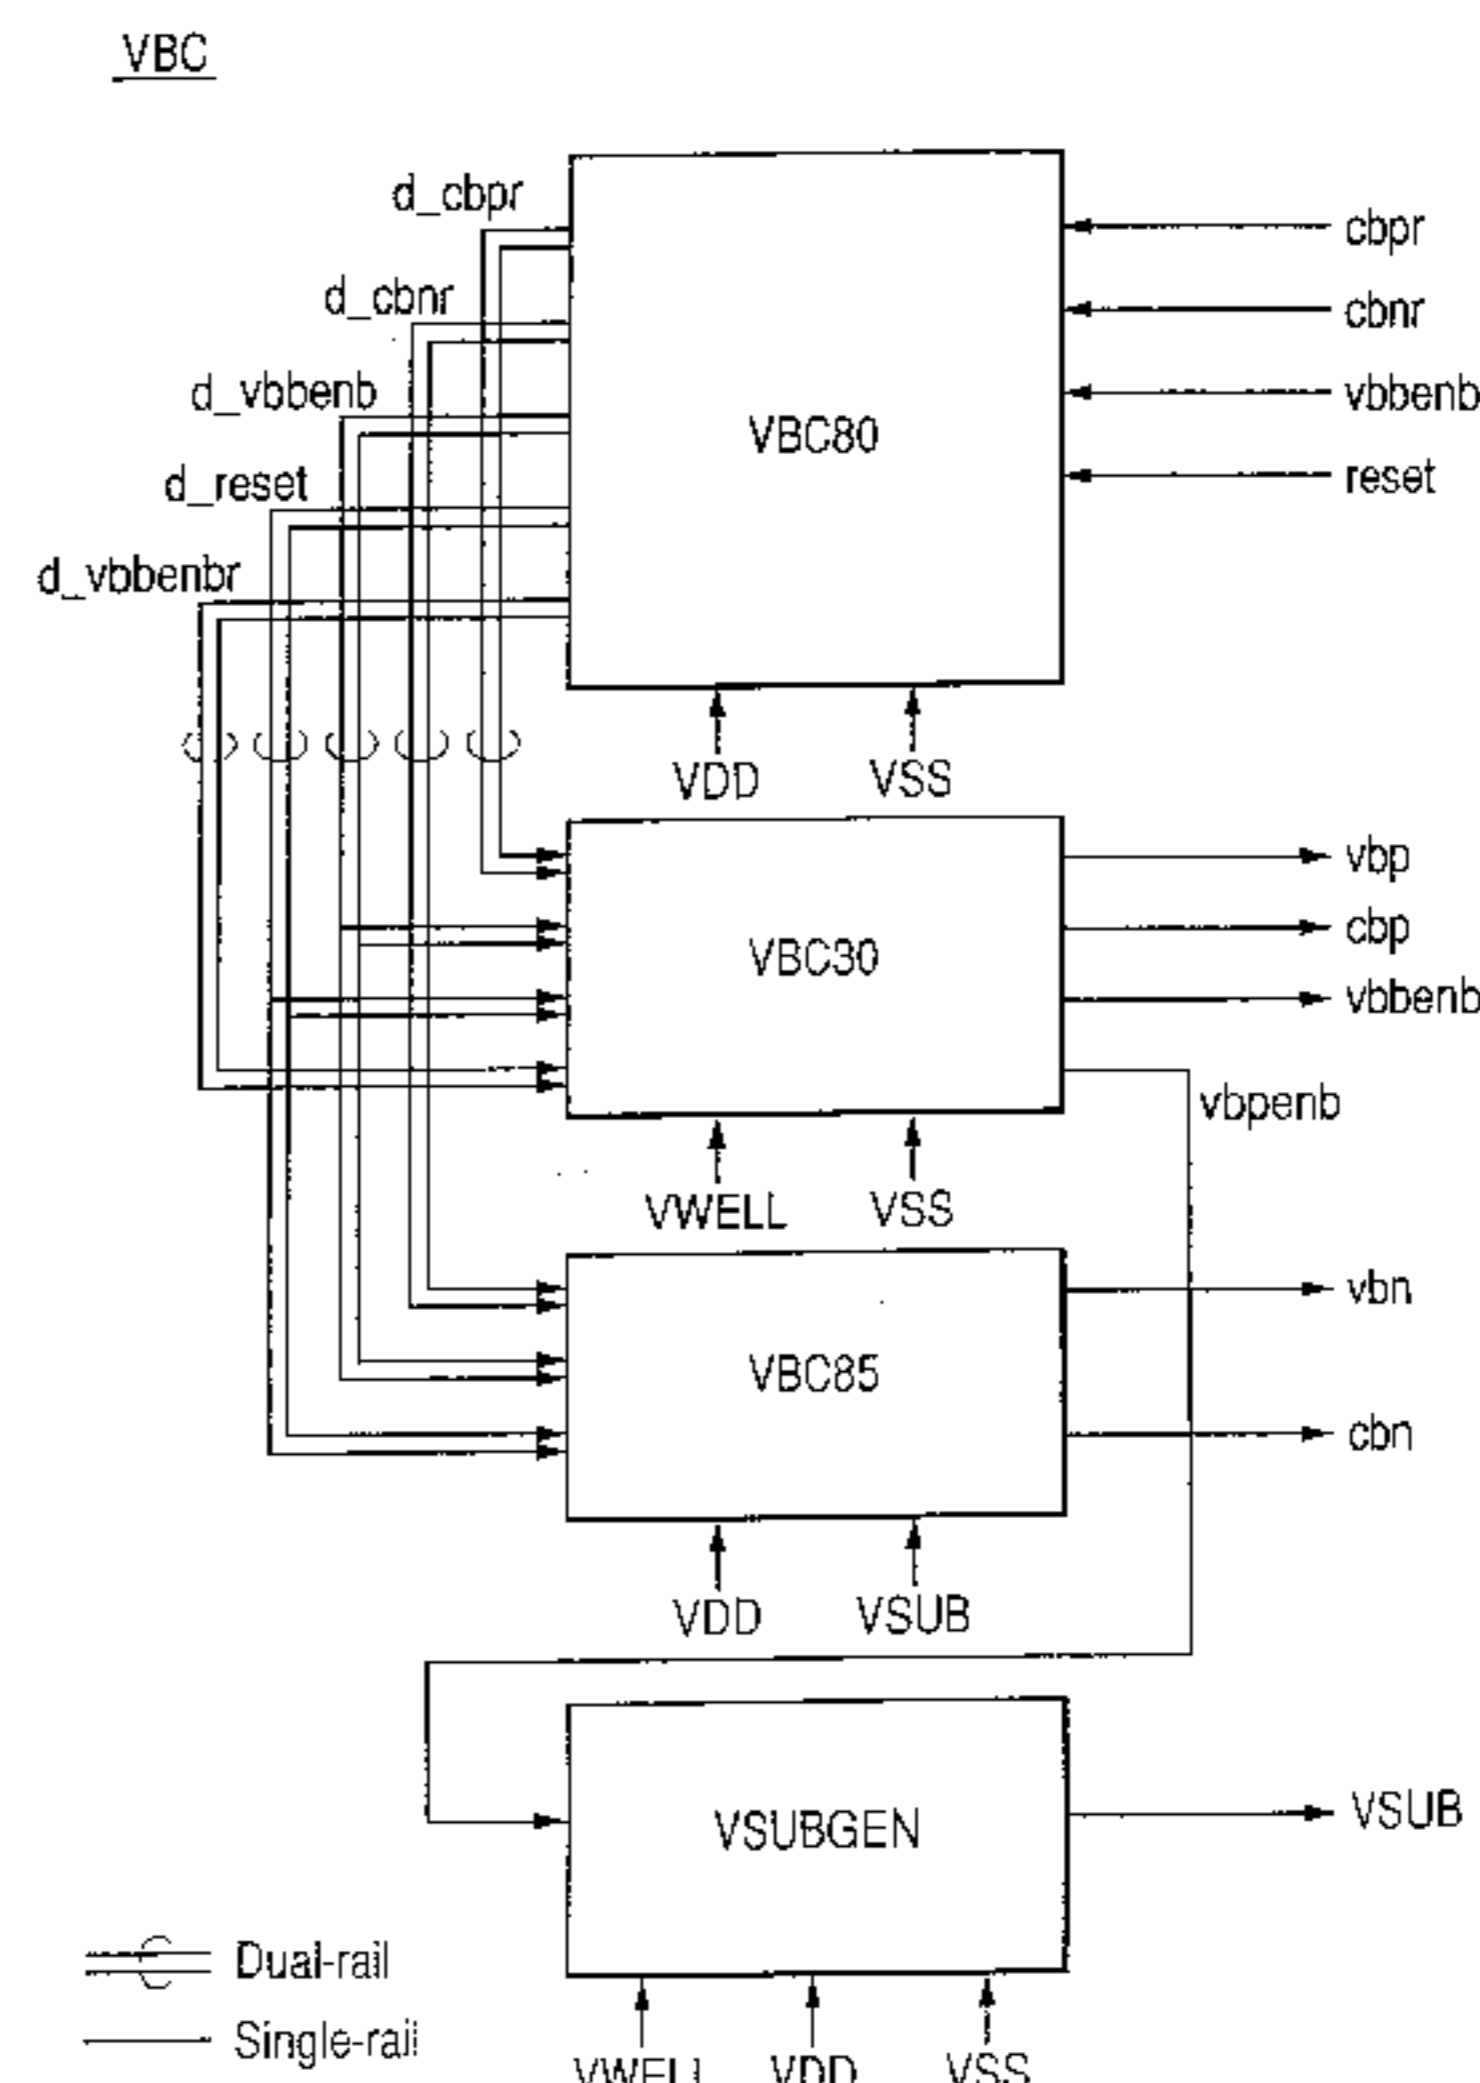 VBC
d_cbpr
cbpr
d_cbnr
cbnr
d_vbbenb
vbbenb
VBC80
d_reset
reset
d_vbbenbr
VDD
VSS
vbp
cbp
VBC30
vbbenb
vbpenb
VWELL
VSS
vbn
VBC85
cbn
VDD
VSUB
VSUBGEN
VSUB
Dual-rail
Single-rail
VWELL
VDD
VSS